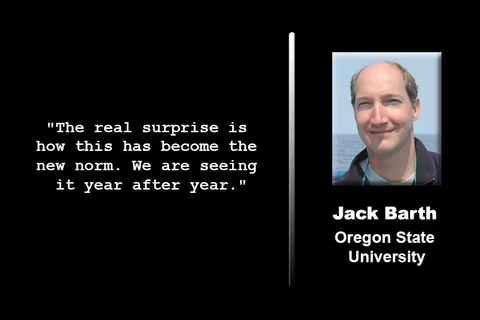 "The real surprise is
how this has become the
new norm. We are seeing
it year after year."
Jack Barth
Oregon State
University